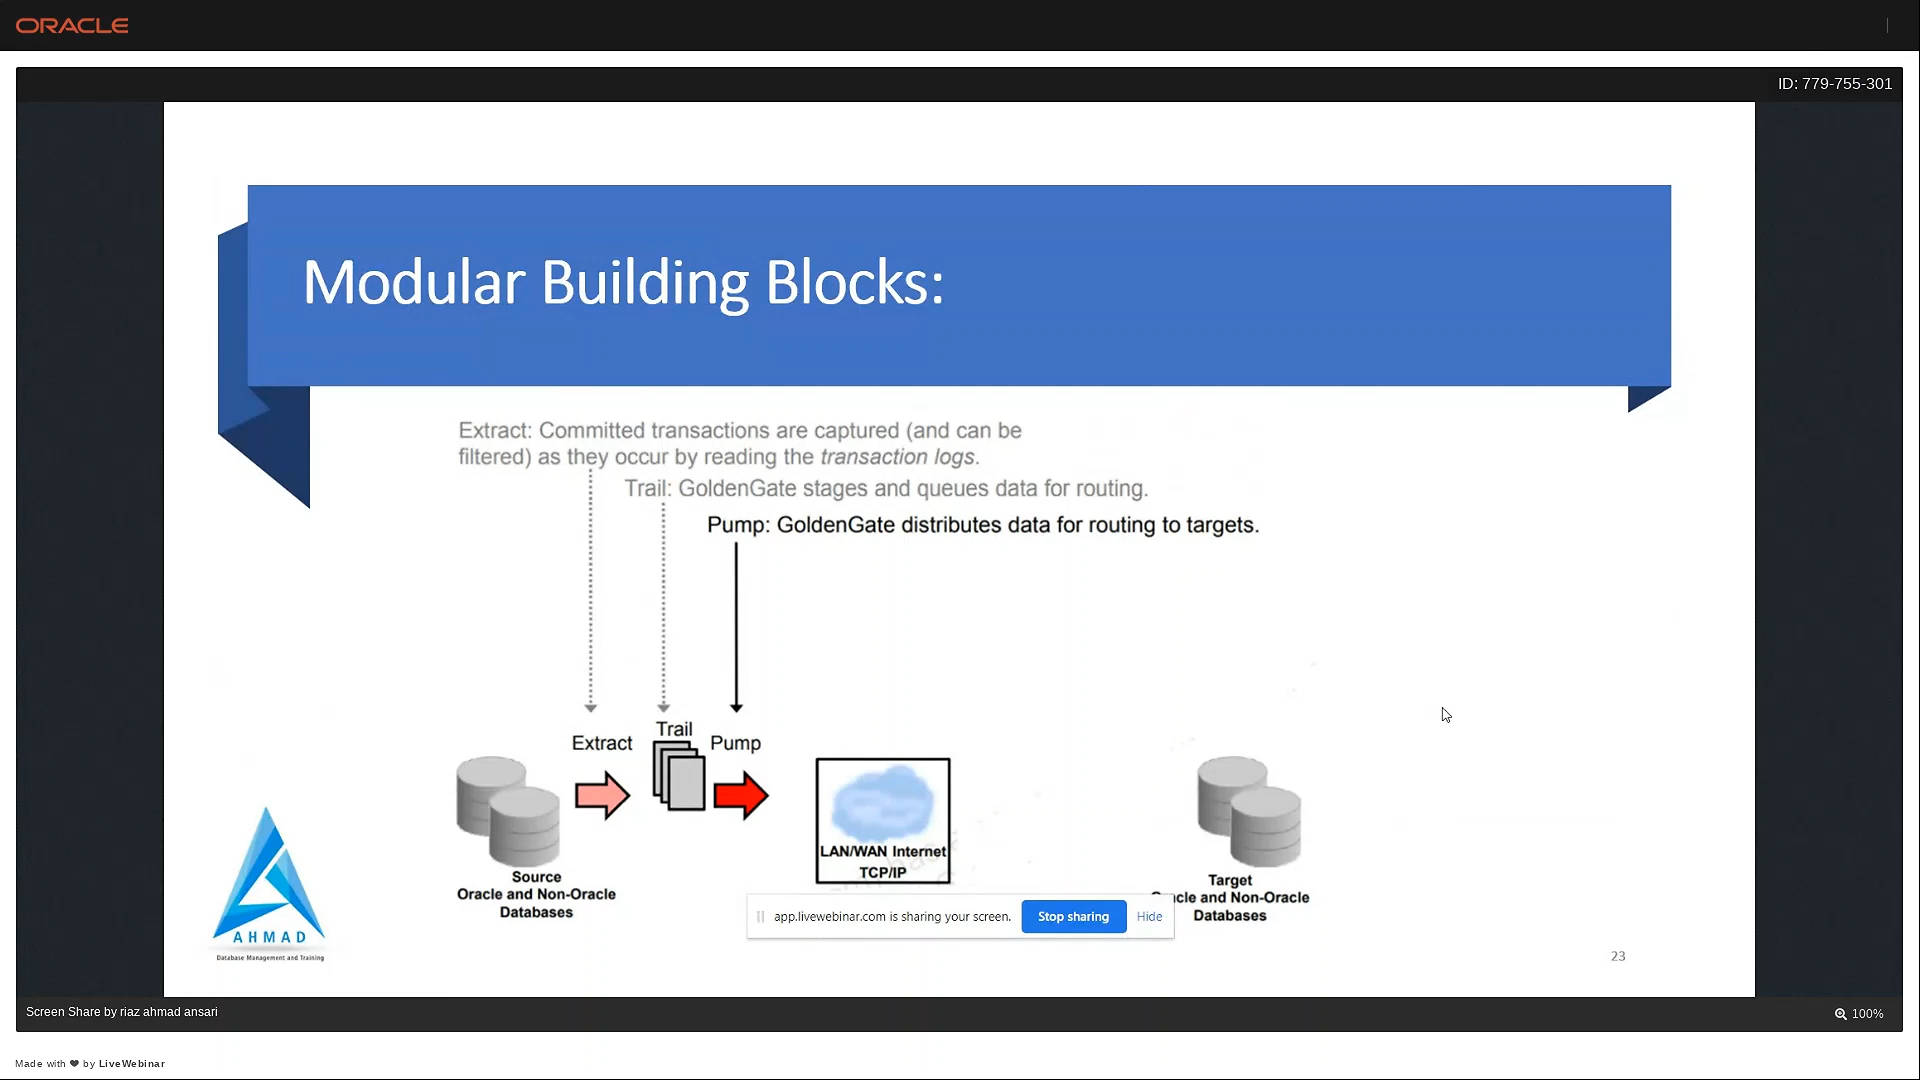 ORACLE
ID: 779-755-301
Modular Building Blocks:
Extract: Committed transactions are captured (and can be
filtered) as they occur by reading the transaction logs.
Trail: GoldenGate stages and queues data for routing.
Pump: GoldenGate distributes data for routing to targets.
Extract
Trail
Pump
LAN/WAN Internet
TCP/IP
Source
Oracle and Non-Oracle
Databases
Target
and Non-Oracle
Databases
app.livewebinar.com is sharing your screen.
Stop sharing
Hide
AHMAD
Database Management and Training
23
Screen Share by riaz ahmad ansari
100%
Made with ❤ by LiveWebinar